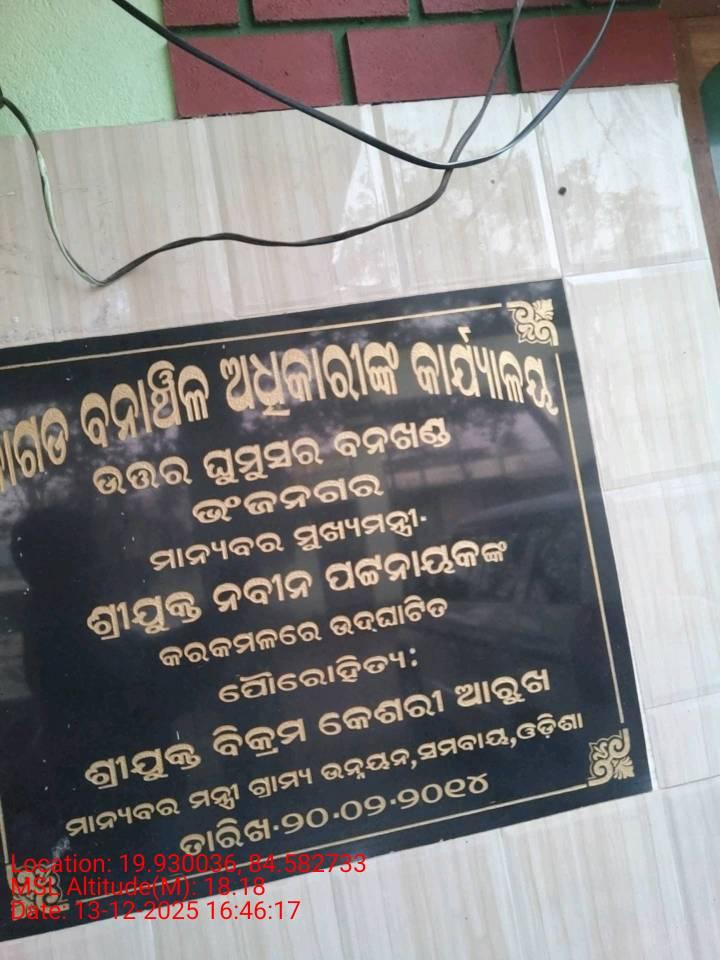 ବନାଞ୍ଚଳ ଅଧିକାରୀଙ୍କ କାର୍ଯ୍ୟାଳୟ
ଉତ୍ତର ଘୁମୁସର ବନଖଣ୍ଡ
ଭଂଜନଗର
ମାନ୍ୟବର ମୁଖ୍ୟମନ୍ତ୍ରୀ.
ଶ୍ରୀଯୁକ୍ତ ନବୀନ ପଟ୍ଟନାୟକଙ୍କ
କରକମଳରେ ଉଦ୍‌ଘାଟିତ
ପୌରୋହିତ୍ୟ:
ଶ୍ରୀଯୁକ୍ତ ବିକ୍ରମ କେଶରୀ ଆରୁଖ
ମାନ୍ୟବର ମନ୍ତ୍ରୀ ଗ୍ରାମ୍ୟ ଉନ୍ନୟନ,ସମବାୟ,ଓଡ଼ିଶା
ତାରିଖ.୨୦.୦୨.୨୦୧୪
Location: 19.930036, 84.582733
MSL Altitude(M): 18.18
Date: 13-12-2025 16:46:17